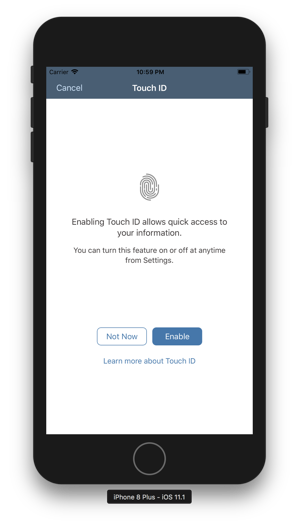 Carrier 10:59 PM
Cancel Touch ID
Enabling Touch ID allows quick access to
your information.
You can turn this feature on or off at anytime
from Settings.
Not Now Enable
Learn more about Touch ID
iPhone 8 Plus - iOS 11.1